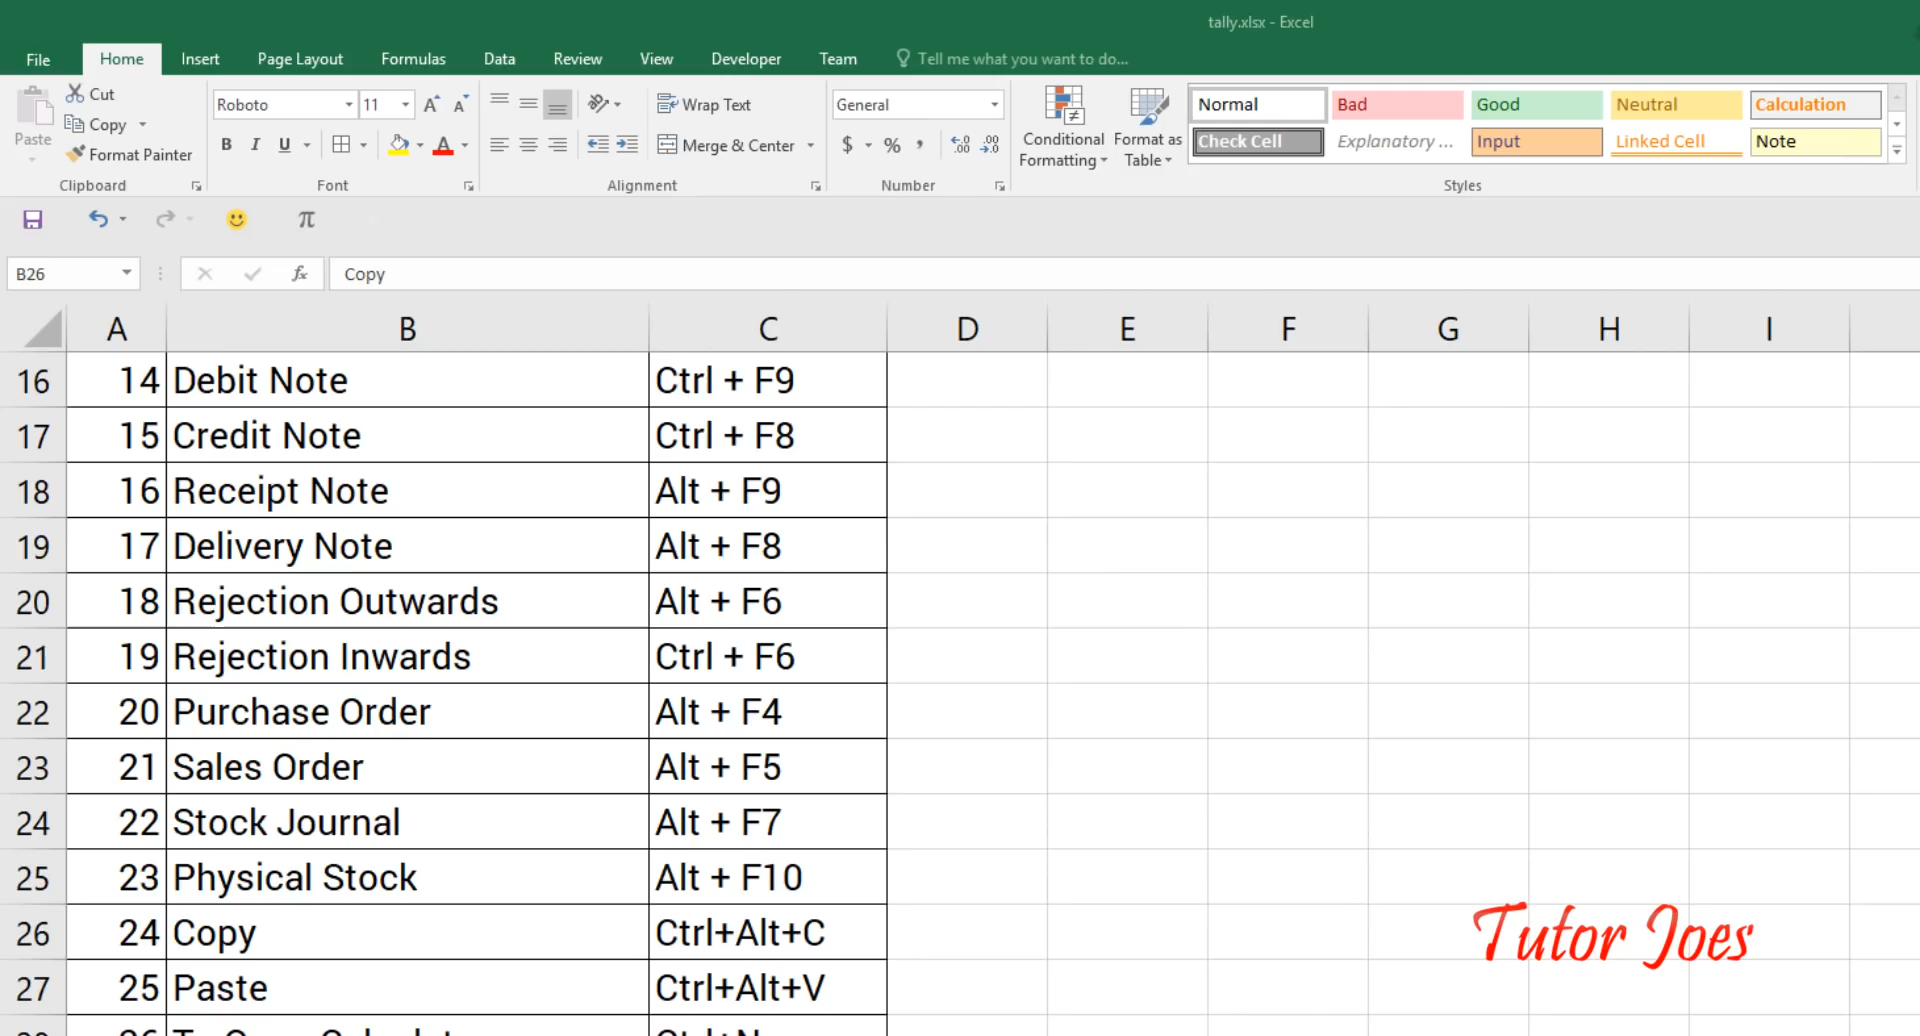 tally.xlsx - Excel
File Home Insert Page Layout Formulas Data Review View Developer Team Tell me what you want to do...
Paste
Cut
Copy
Format Painter
Clipboard
Roboto 11 A A
B I U A
Font
Wrap Text
Merge & Center
Alignment
General
$ % , .00 .00
Number
Conditional Formatting
Format as Table
Normal Bad Good Neutral Calculation
Check Cell Explanatory ... Input Linked Cell Note
Styles
π
B26 fx Copy
A B C D E F G H I
16 14 Debit Note Ctrl + F9
17 15 Credit Note Ctrl + F8
18 16 Receipt Note Alt + F9
19 17 Delivery Note Alt + F8
20 18 Rejection Outwards Alt + F6
21 19 Rejection Inwards Ctrl + F6
22 20 Purchase Order Alt + F4
23 21 Sales Order Alt + F5
24 22 Stock Journal Alt + F7
25 23 Physical Stock Alt + F10
26 24 Copy Ctrl+Alt+C
27 25 Paste Ctrl+Alt+V
Tutor Joes